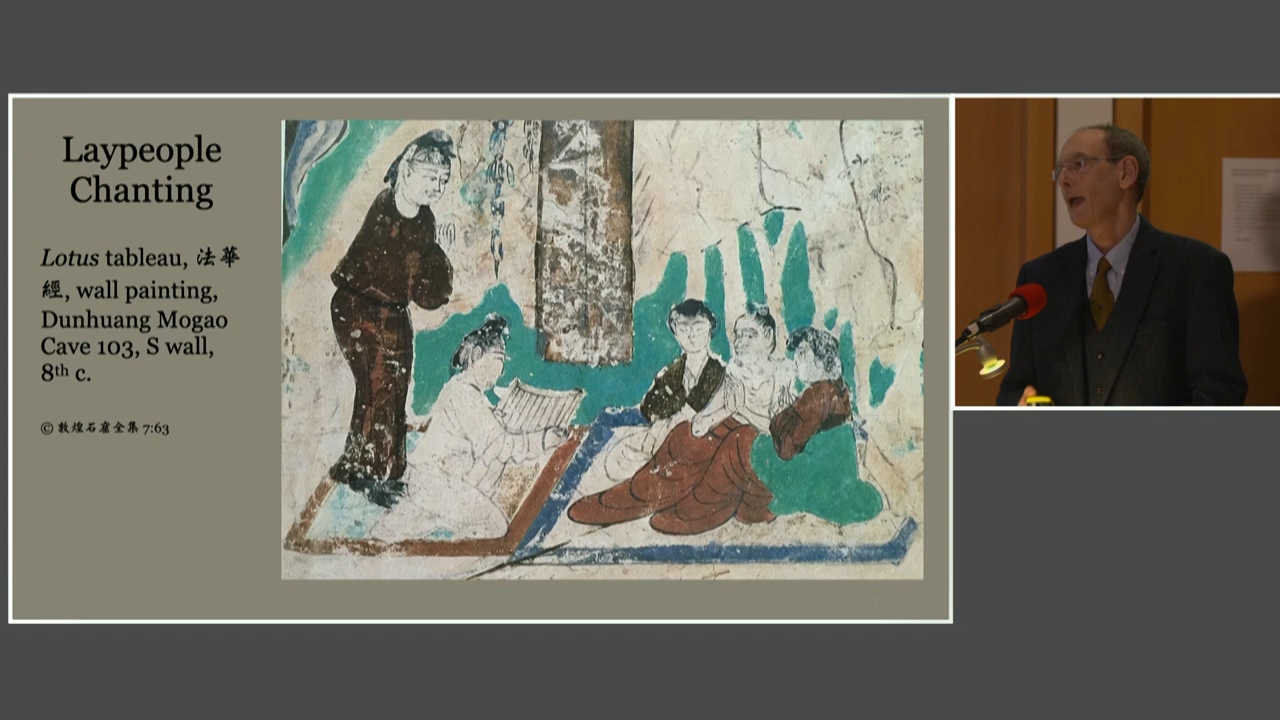 Laypeople
Chanting
Lotus tableau, 法華
經, wall painting,
Dunhuang Mogao
Cave 103, S wall,
8th c.
© 敦煌石窟全集 7:63